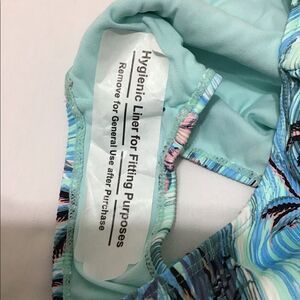 Hygienic Liner for Fitting Purposes
Remove for General Use after Purchase